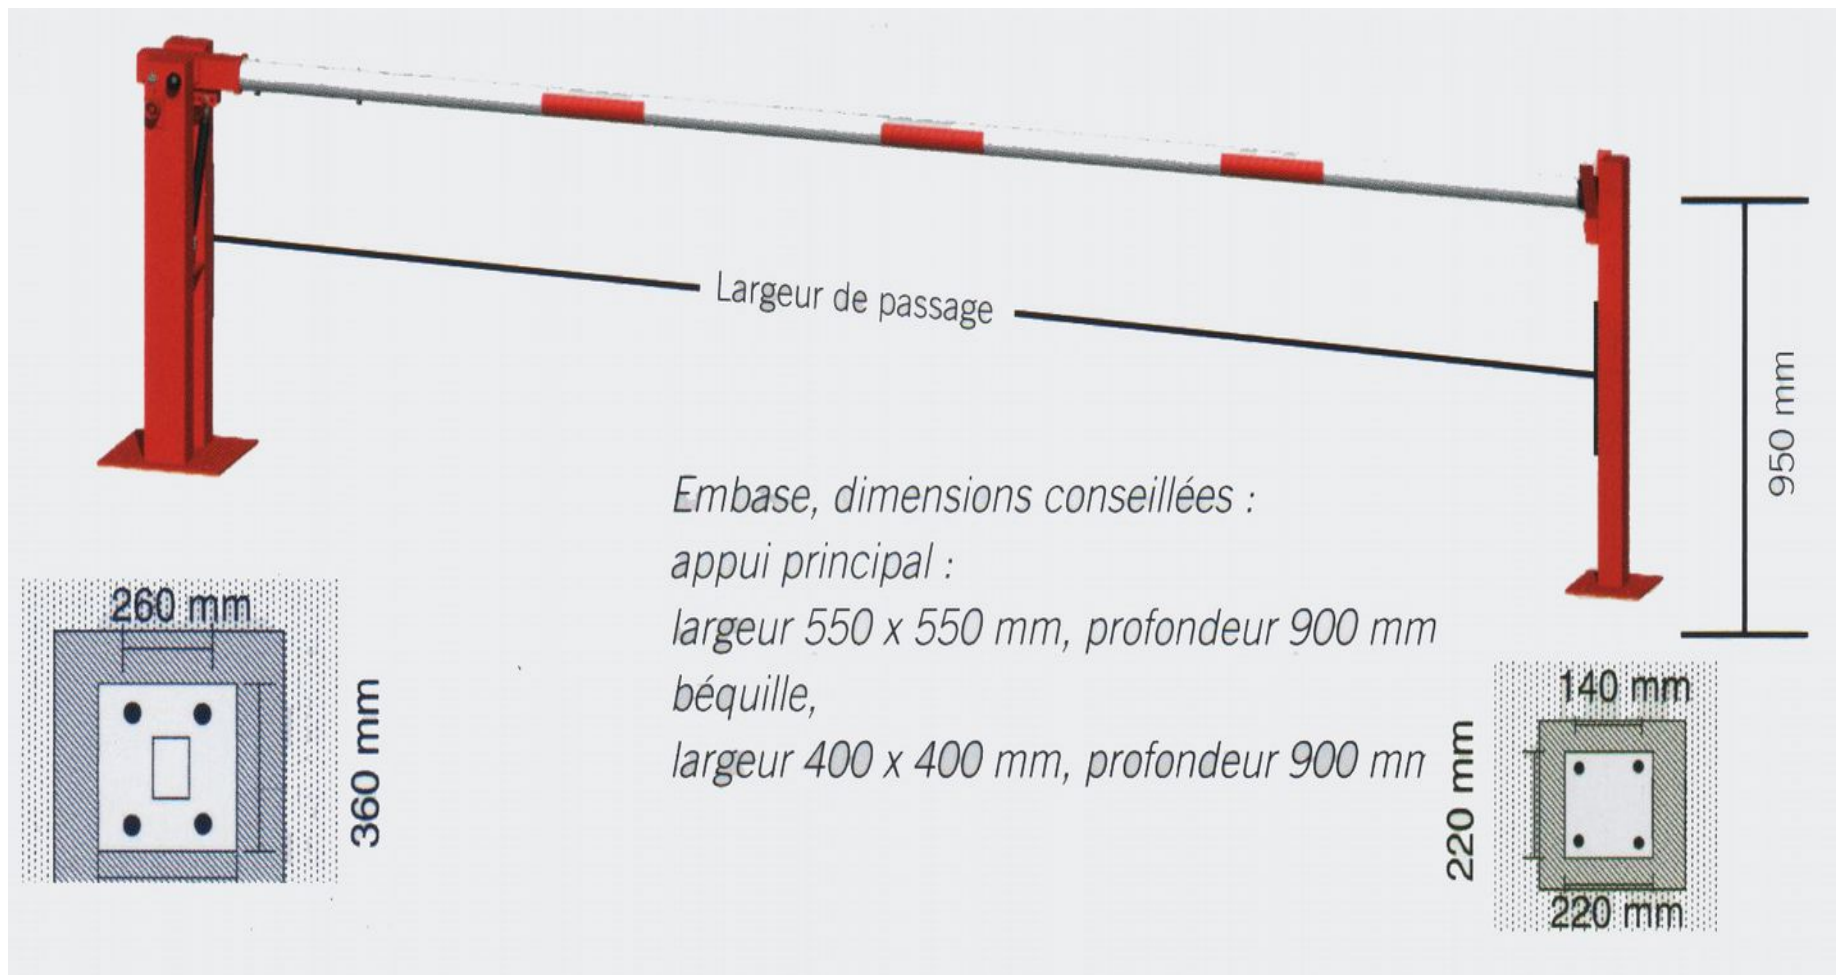 Largeur de passage
950 mm
Embase, dimensions conseillées :
appui principal :
largeur 550 x 550 mm, profondeur 900 mm
béquille,
largeur 400 x 400 mm, profondeur 900 mn
260 mm
360 mm
140 mm
220 mm
220 mm